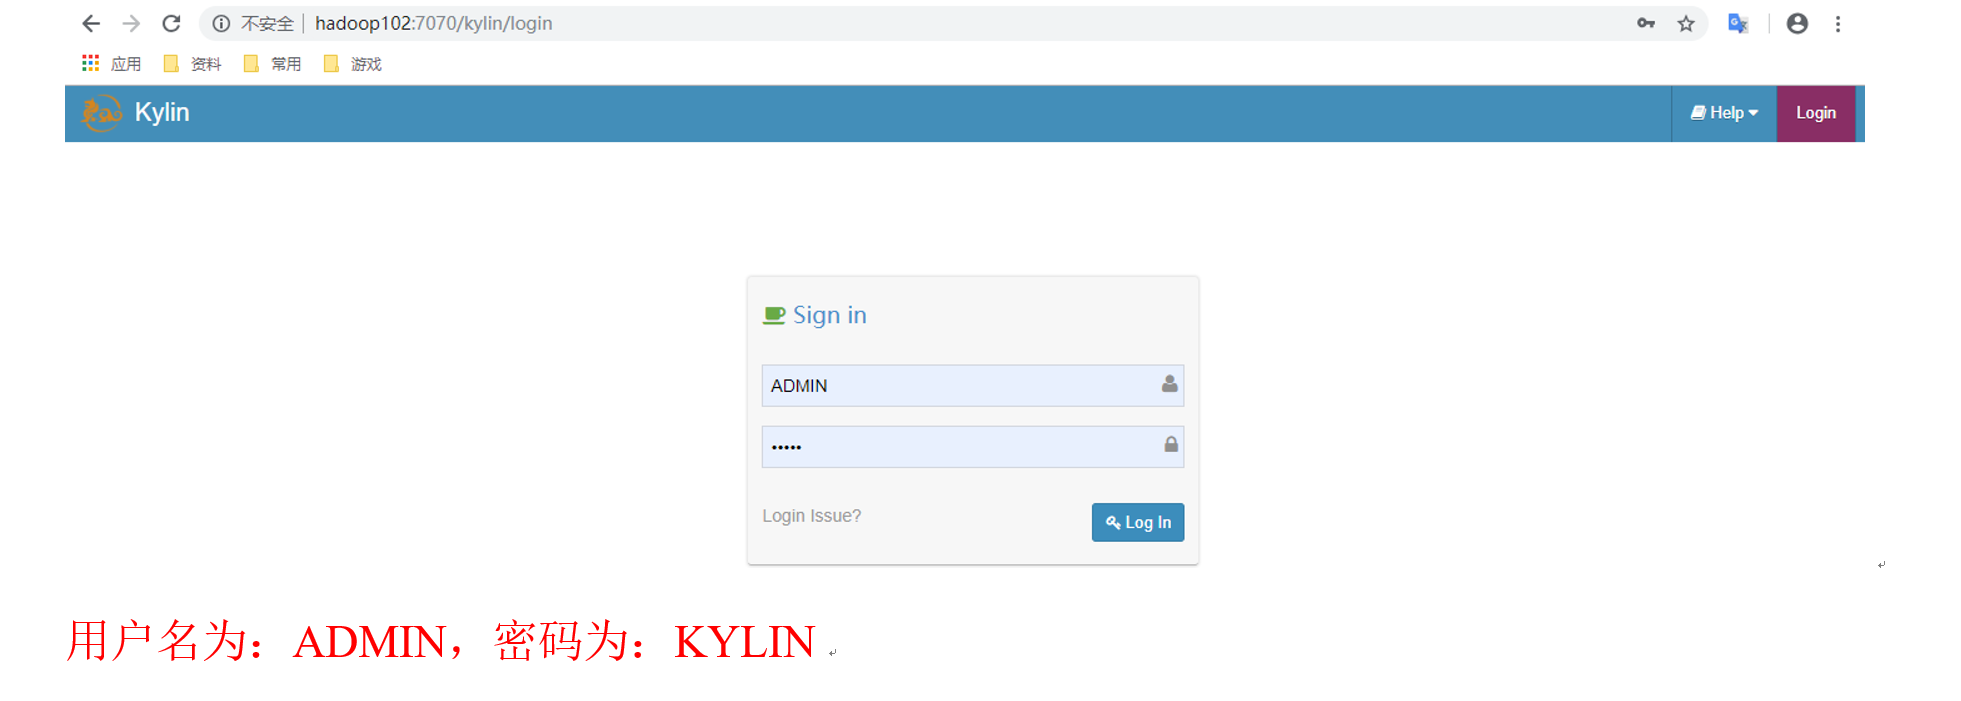 不安全 hadoop102:7070/kylin/login
应用 资料 常用 游戏
Kylin Help Login
Sign in
ADMIN
•••••
Login Issue? Log In
用户名为：ADMIN，密码为：KYLIN